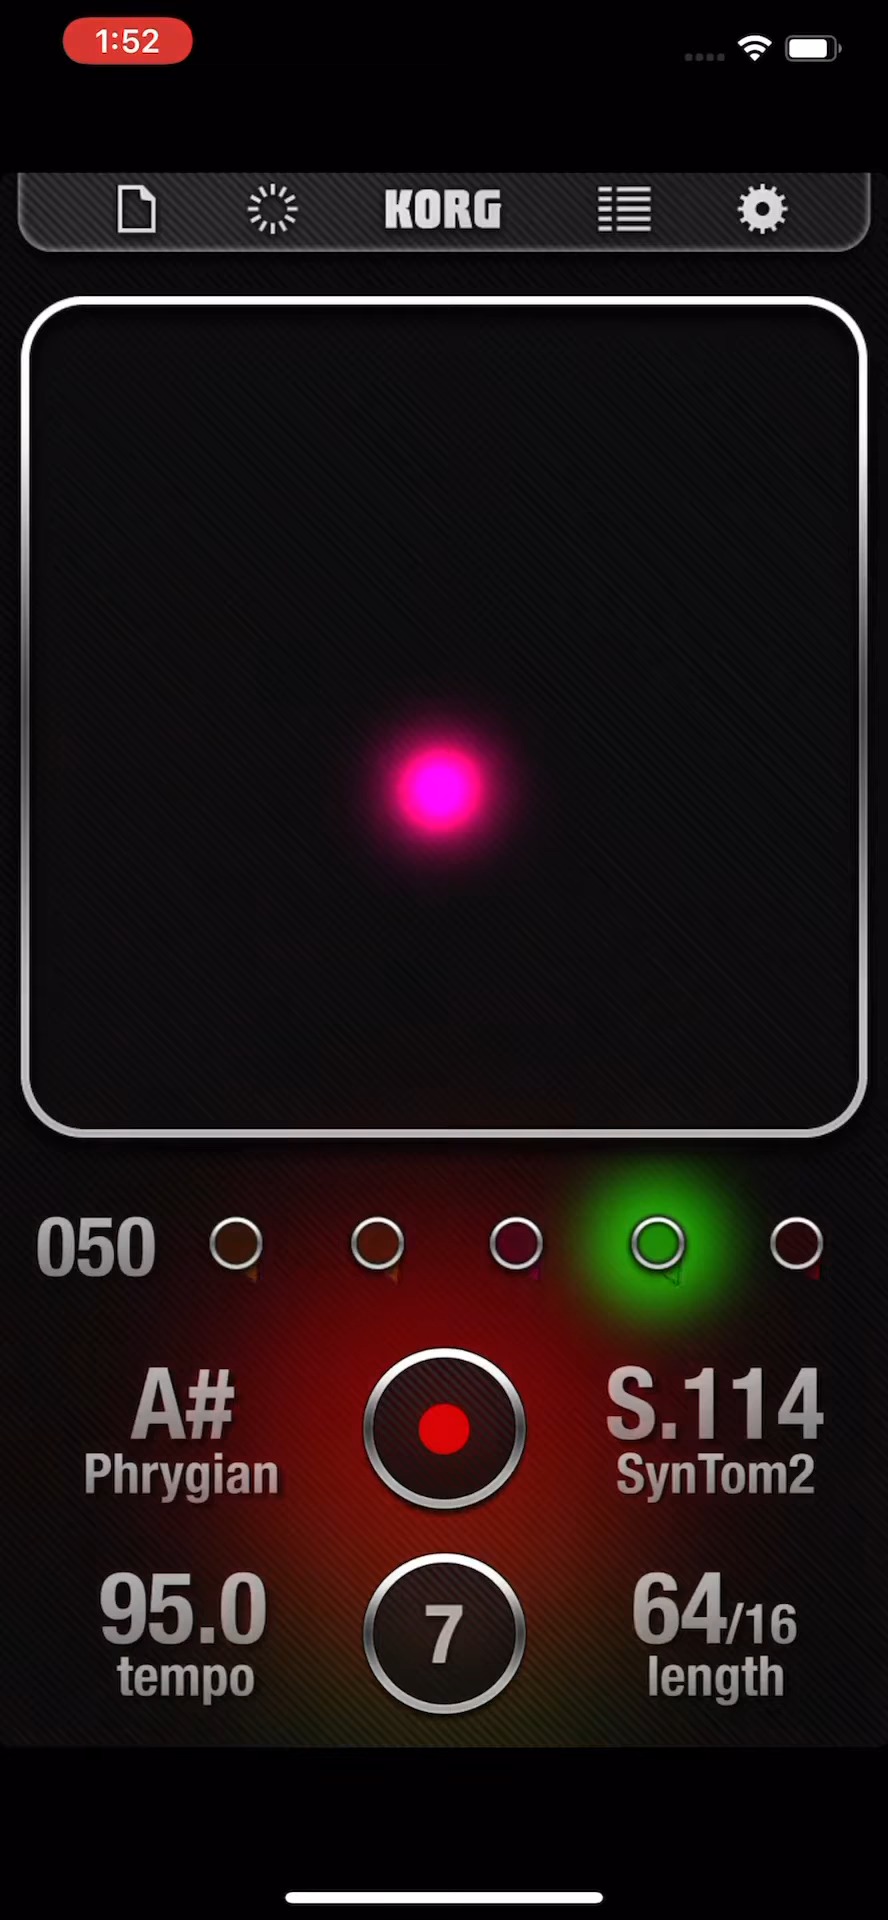 1:52
KORG
050
A#
Phrygian
S.114
SynTom2
95.0
tempo
7
64/16
length